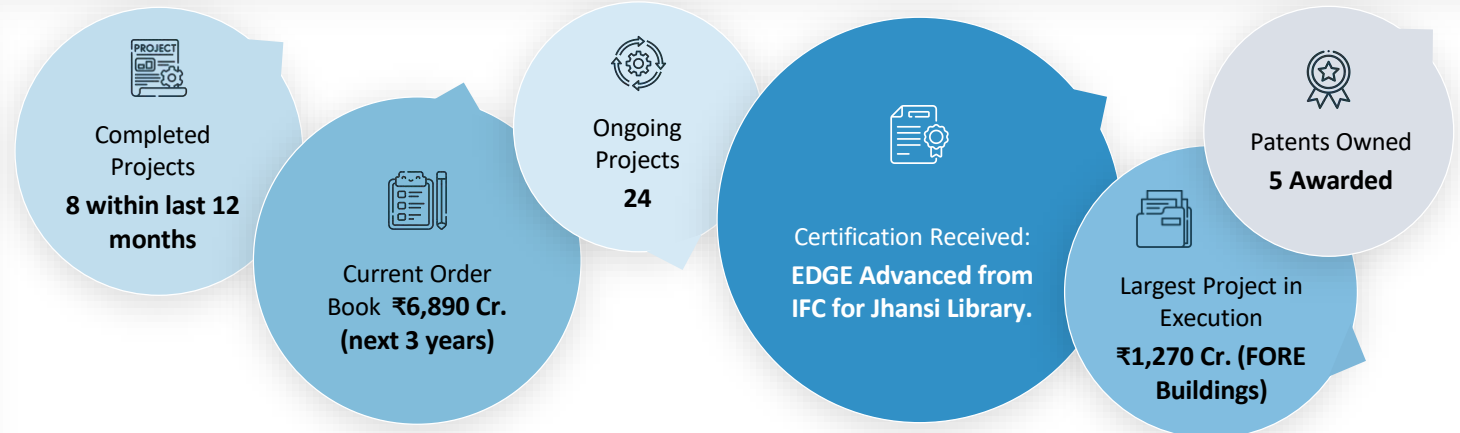 PROJECT
Completed
Projects
8 within last 12
months
Current Order
Book ₹6,890 Cr.
(next 3 years)
Ongoing
Projects
24
Certification Received:
EDGE Advanced from
IFC for Jhansi Library.
Largest Project in
Execution
₹1,270 Cr. (FORE
Buildings)
Patents Owned
5 Awarded